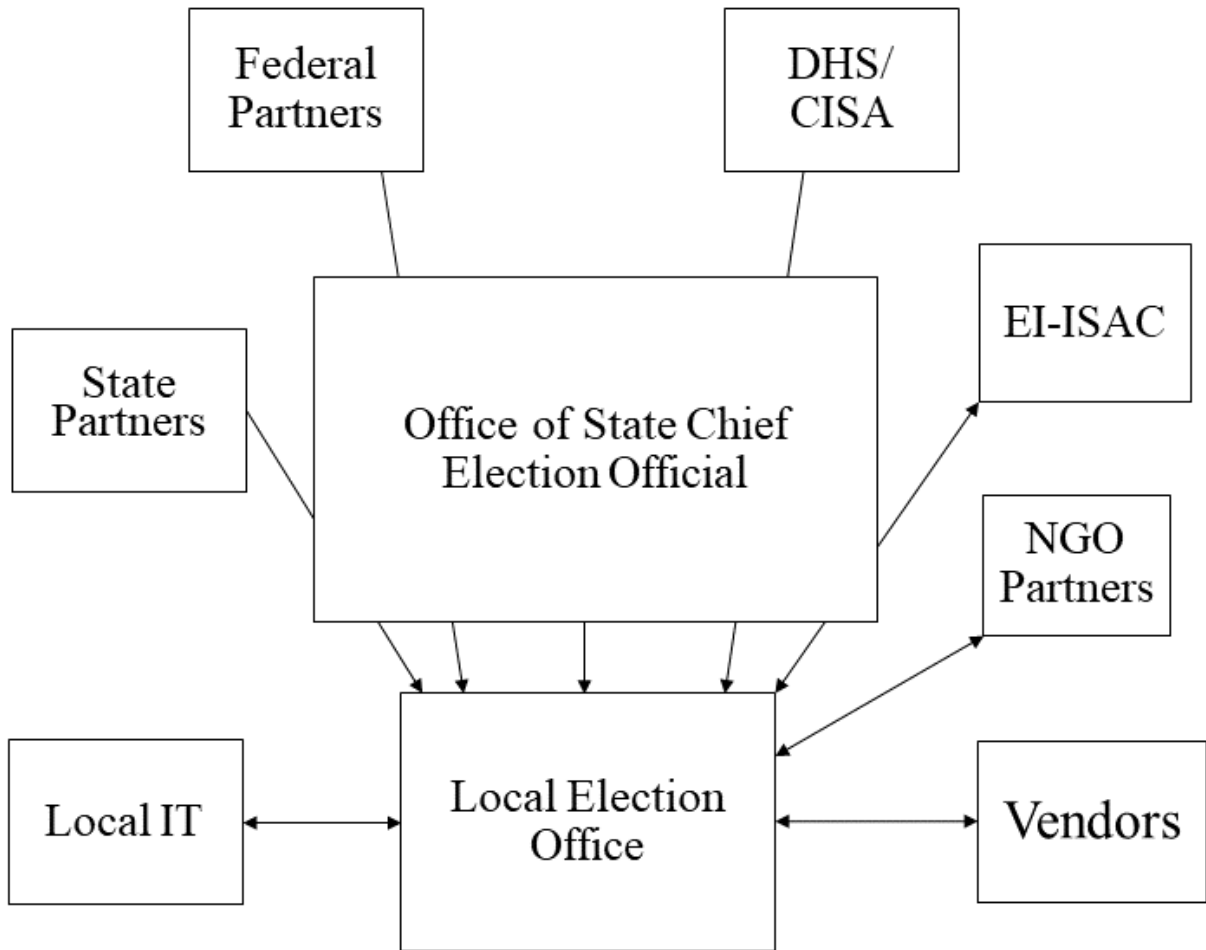 Federal
Partners
DHS/
CISA
EI-ISAC
State
Partners
Office of State Chief
Election Official
NGO
Partners
Local IT
Local Election
Office
Vendors